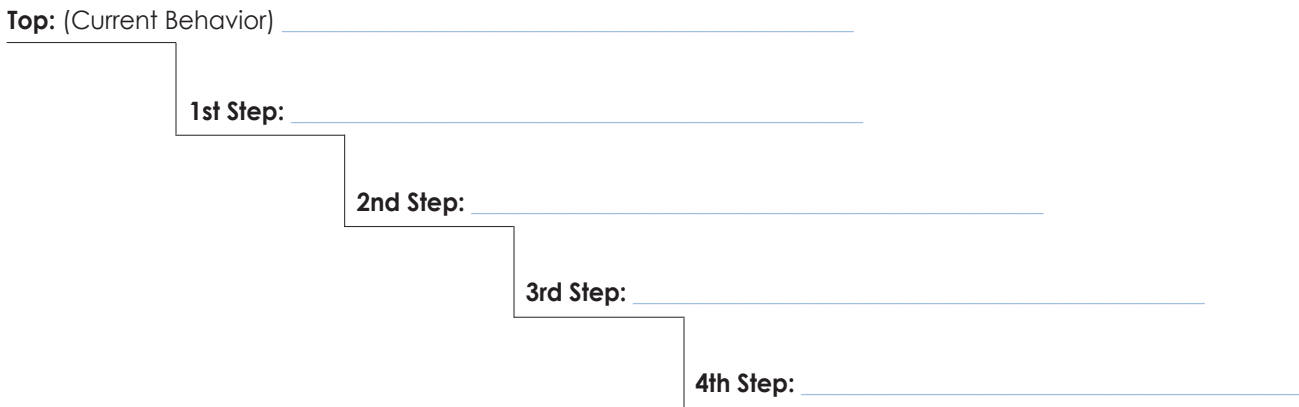 Top: (Current Behavior)
1st Step:
2nd Step:
3rd Step:
4th Step: